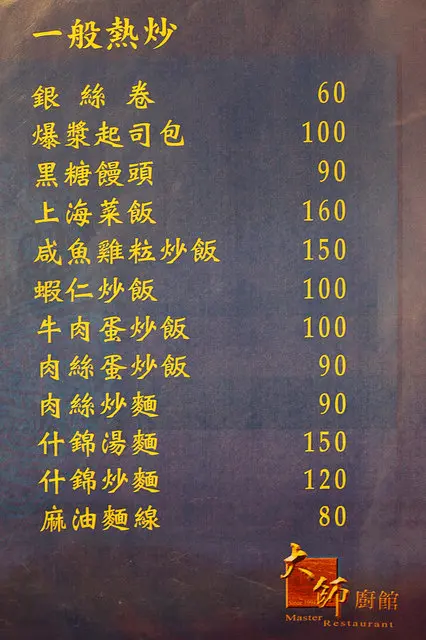 一般熱炒
銀絲卷 60
爆漿起司包 100
黑糖饅頭 90
上海菜飯 160
咸魚雞粒炒飯 150
蝦仁炒飯 100
牛肉蛋炒飯 100
肉絲蛋炒飯 90
肉絲炒麵 90
什錦湯麵 150
什錦炒麵 120
麻油麵線 80
大師廚館
Master Restaurant